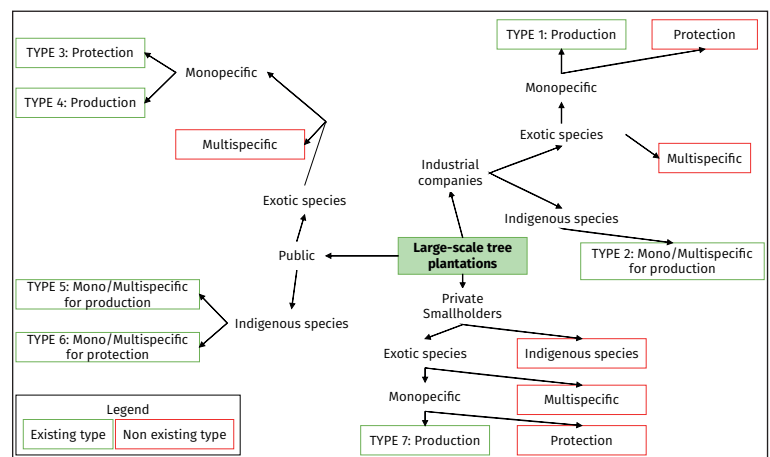 TYPE 1: Production
Protection
TYPE 3: Protection
Monopecific
TYPE 4: Production
Monopecific
Exotic species
Multispecific
Multispecific
Industrial
companies
Exotic species
Indigenous species
Large-scale tree
plantations
Public
TYPE 2: Mono/Multispecific
for production
TYPE 5: Mono/Multispecific
for production
Indigenous species
TYPE 6: Mono/Multispecific
for protection
Private
Smallholders
Exotic species
Indigenous species
Monopecific
Multispecific
TYPE 7: Production
Protection
Legend
Existing type
Non existing type